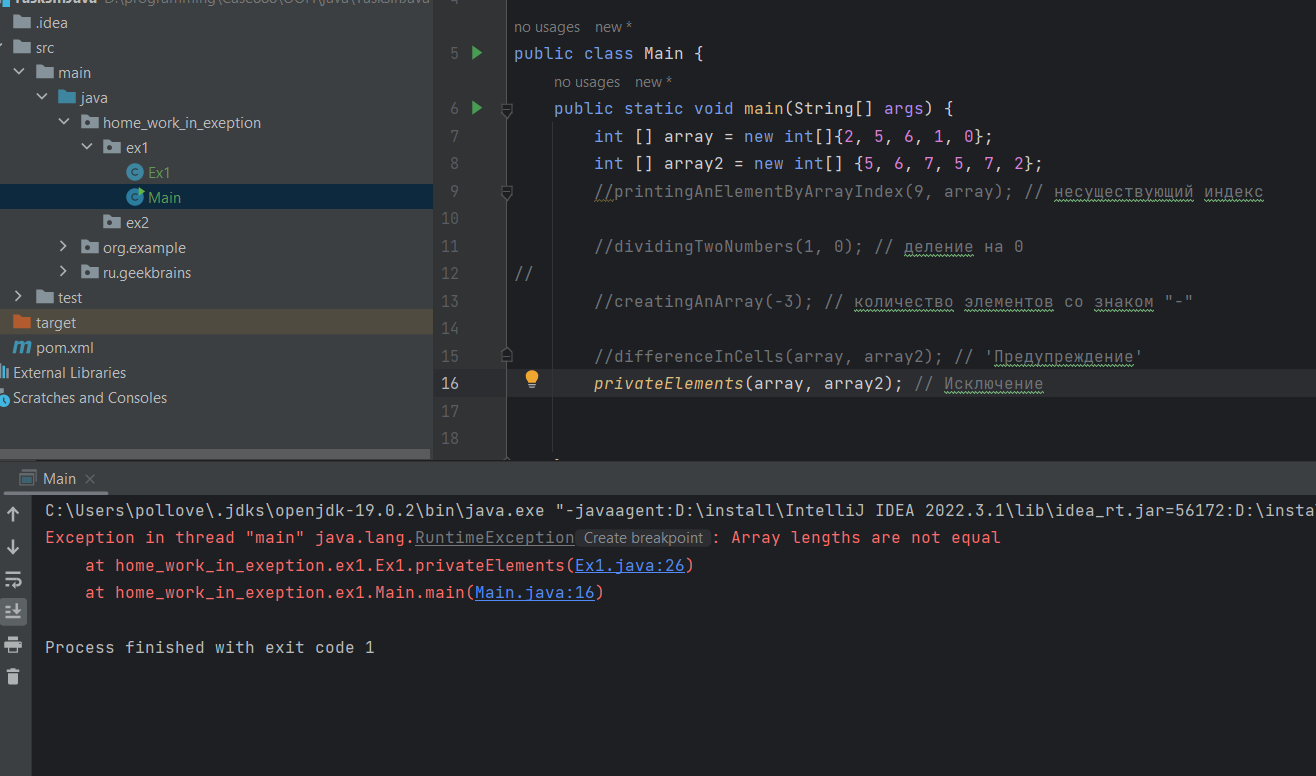 .idea
src
main
java
home_work_in_exeption
ex1
Ex1
Main
ex2
org.example
ru.geekbrains
test
target
pom.xml
External Libraries
Scratches and Consoles
no usages new *
5 public class Main {
no usages new *
6 public static void main(String[] args) {
7 int [] array = new int[]{2, 5, 6, 1, 0};
8 int [] array2 = new int[] {5, 6, 7, 5, 7, 2};
9 //printingAnElementByArrayIndex(9, array); // несуществующий индекс
10
11 //dividingTwoNumbers(1, 0); // деление на 0
12 //
13 //creatingAnArray(-3); // количество элементов со знаком "-"
14
15 //differenceInCells(array, array2); // 'Предупреждение'
16 privateElements(array, array2); // Исключение
17
18
Main
C:\Users\pollove\.jdks\openjdk-19.0.2\bin\java.exe "-javaagent:D:\install\IntelliJ IDEA 2022.3.1\lib\idea_rt.jar=56172:D:\insta
Exception in thread "main" java.lang.RuntimeException Create breakpoint : Array lengths are not equal
at home_work_in_exeption.ex1.Ex1.privateElements(Ex1.java:26)
at home_work_in_exeption.ex1.Main.main(Main.java:16)
Process finished with exit code 1